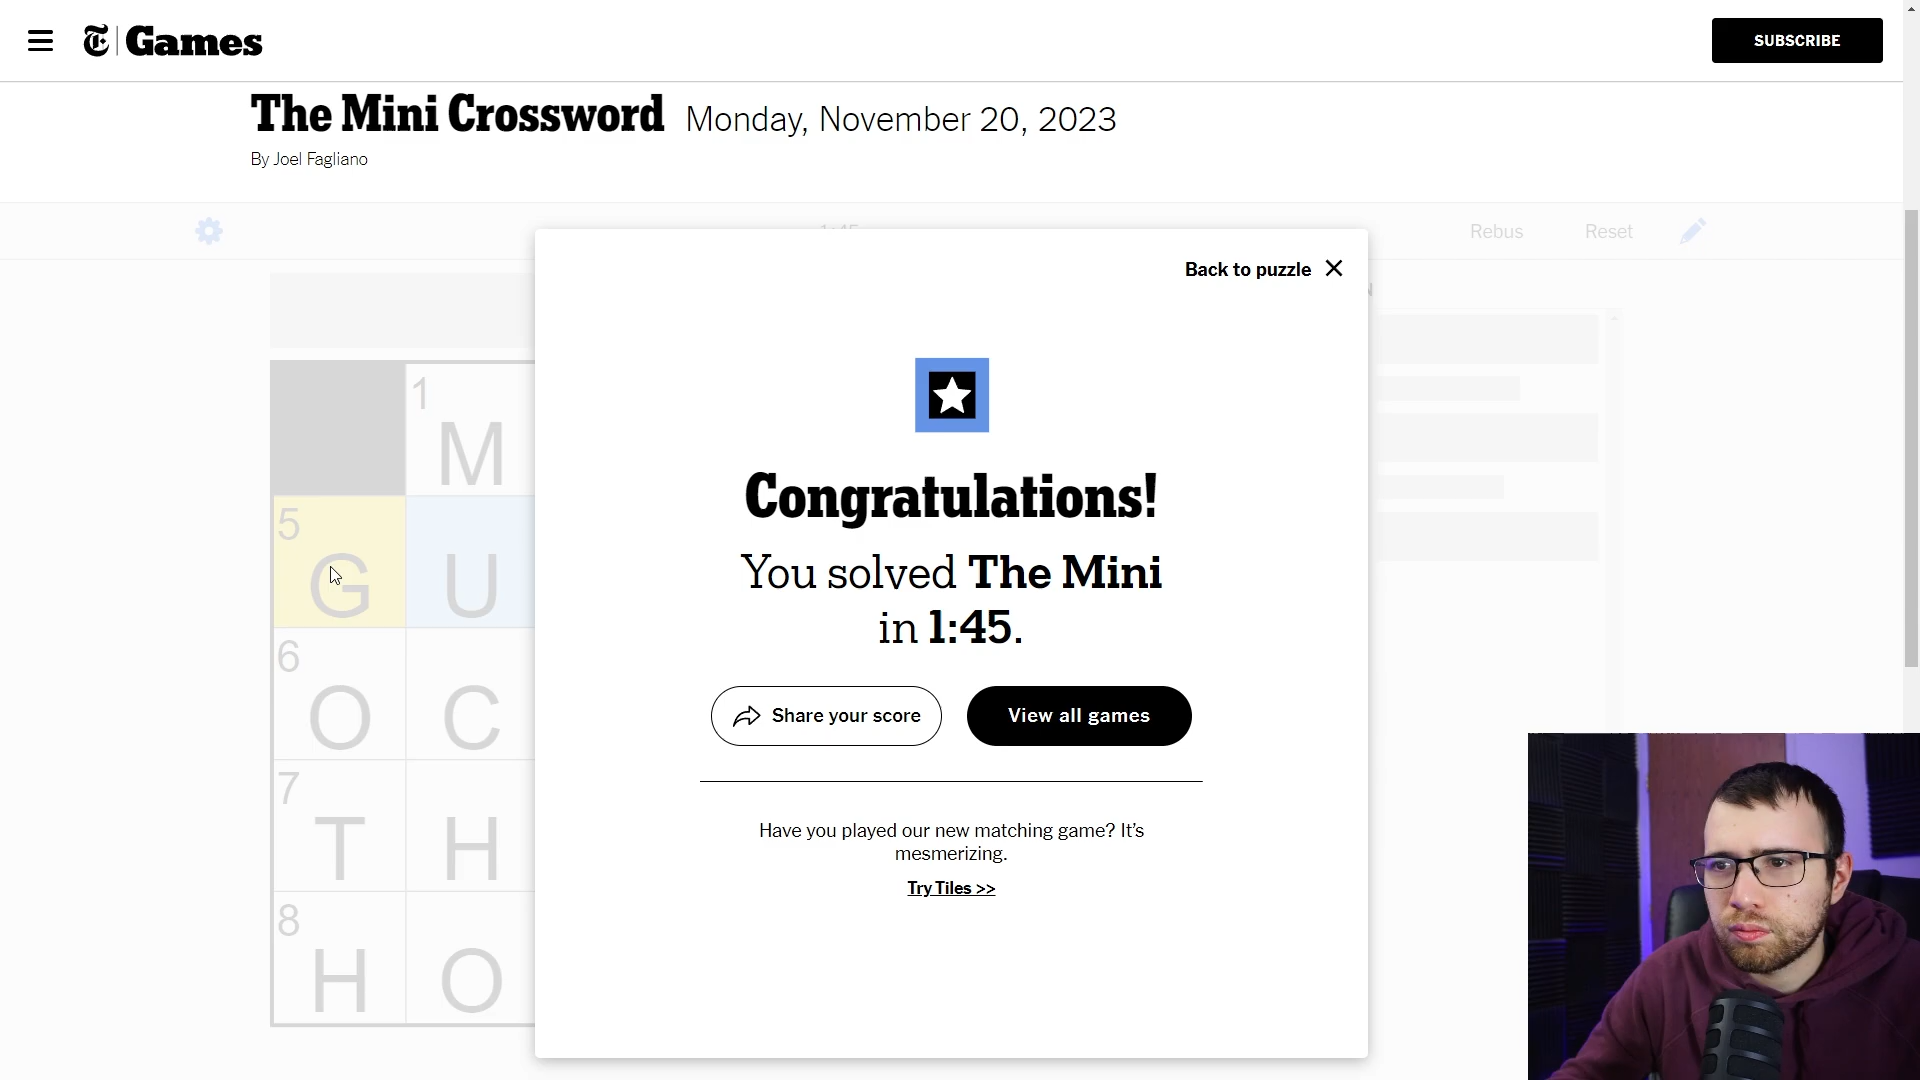 Games
SUBSCRIBE
The Mini Crossword Monday, November 20, 2023
By Joel Fagliano
Rebus Reset
Back to puzzle
1
M
Congratulations!
5
G U
You solved The Mini
in 1:45.
6
O C
Share your score View all games
7
T H
Have you played our new matching game? It's
mesmerizing.
Try Tiles >>
8
H O